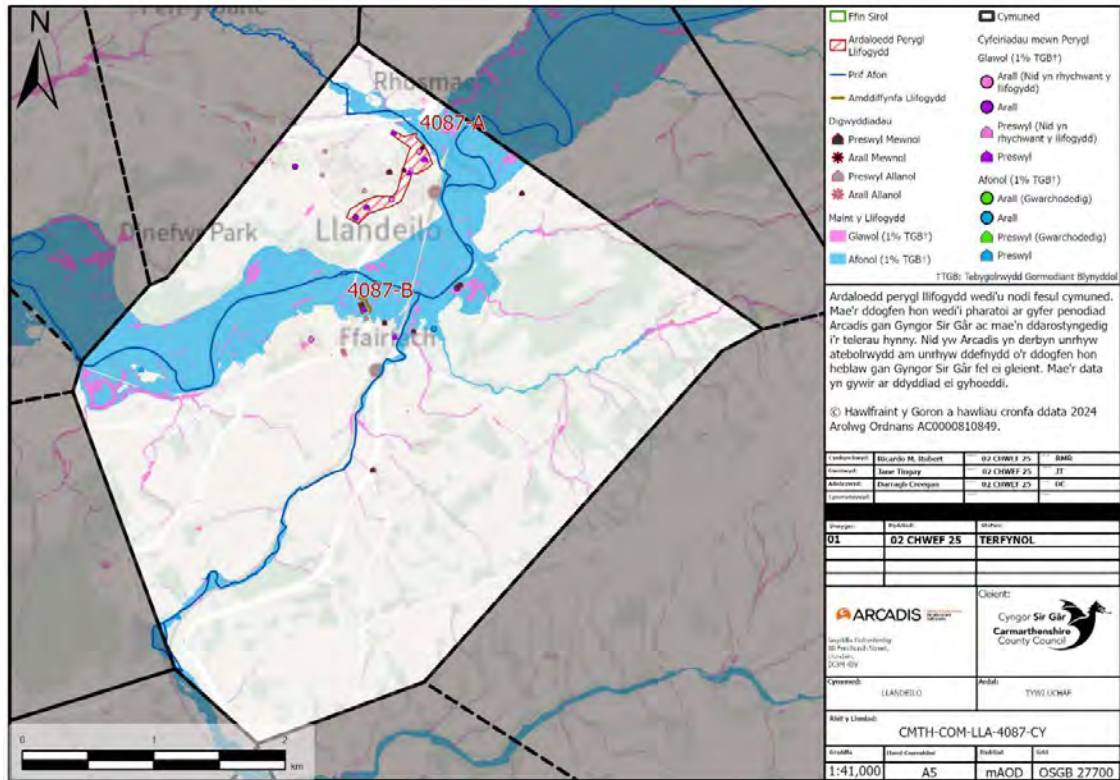 N
Rhosmaen
4087-A
Dinefwr Park
Llandeilo
4087-B
Ffairfach
0 1 2
km
Ffin Sirol
Ardaloedd Perygl
Llifogydd
Prif Afon
Amddiffynfa Llifogydd
Digwyddiadau
Preswyl Mewnol
Arall Mewnol
Preswyl Allanol
Arall Allanol
Maint y Llifogydd
Glawol (1% TGB†)
Afonol (1% TGB†)
Cymuned
Cyfeiriadau mewn Perygl
Glawol (1% TGB†)
Arall (Nid yn rhychwant y
llifogydd)
Arall
Preswyl (Nid yn
rhychwant y llifogydd)
Preswyl
Afonol (1% TGB†)
Arall (Gwarchodedig)
Arall
Preswyl (Gwarchodedig)
Preswyl
†TGB: Tebygolrwydd Gormodiant Blynyddol
Ardaloedd perygl llifogydd wedi'u nodi fesul cymuned.
Mae'r ddogfen hon wedi'i pharatoi ar gyfer penodiad
Arcadis gan Gyngor Sir Gâr ac mae'n ddarostyngedig
i'r telerau hynny. Nid yw Arcadis yn derbyn unrhyw
atebolrwydd am unrhyw ddefnydd o'r ddogfen hon
heblaw gan Gyngor Sir Gâr fel ei gleient. Mae'r data
yn gywir ar ddyddiad ei gyhoeddi.
© Hawlfraint y Goron a hawliau cronfa ddata 2024
Arolwg Ordnans AC0000810849.
Ricardo M. Robert 02 CHWEF 25 RMR
Jane Tingay 02 CHWEF 25 JT
Darragh Creegan 02 CHWEF 25 DC
01 02 CHWEF 25 TERFYNOL
ARCADIS
Cleient:
Cyngor Sir Gâr
Carmarthenshire
County Council
Cymuned:
LLANDEILO
Ardal:
TYWI UCHAF
CMTH-COM-LLA-4087-CY
1:41,000 A5 mAOD OSGB 27700